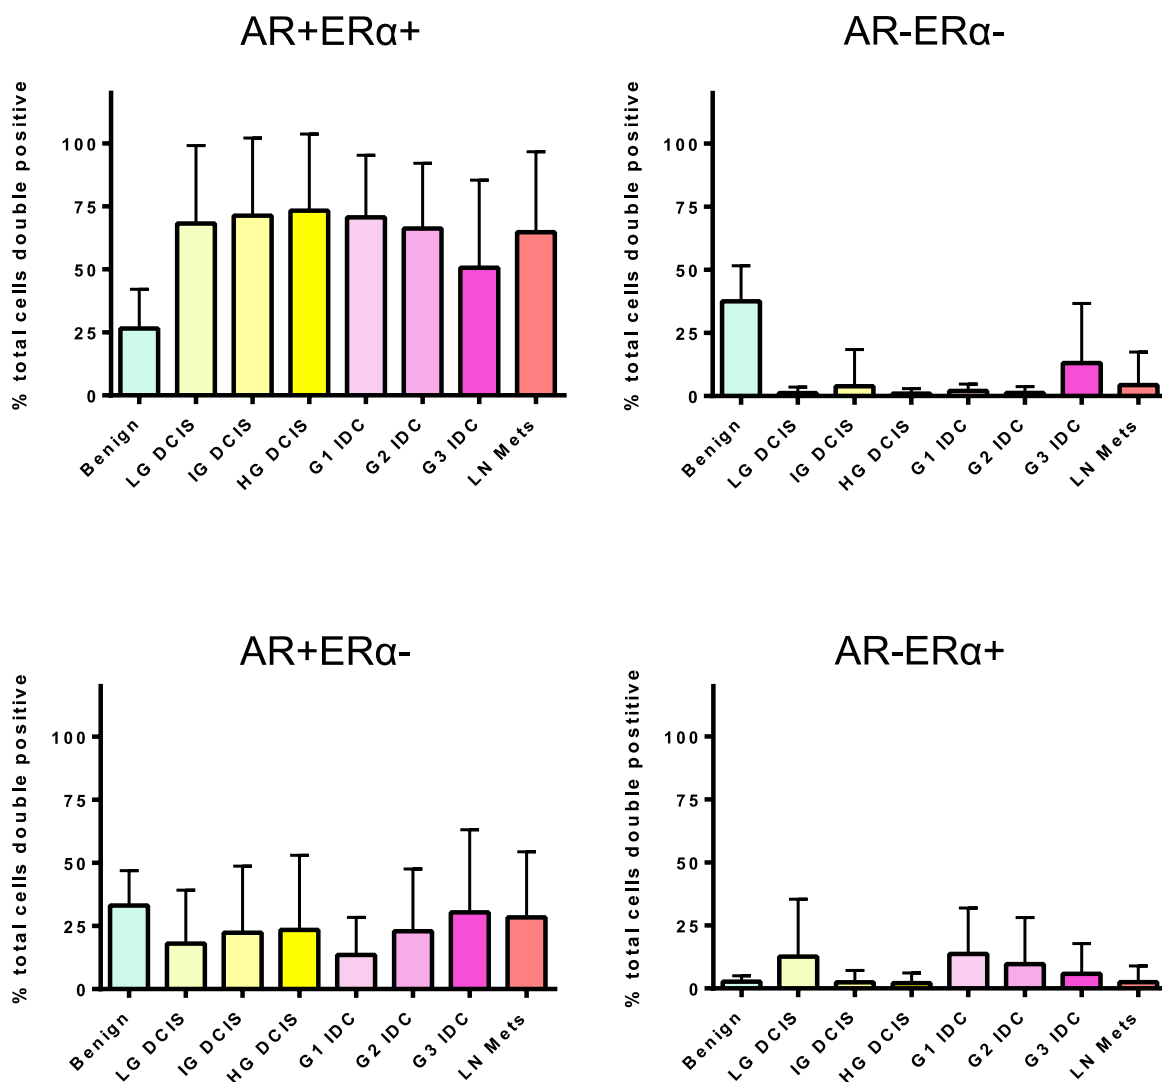 AR+ERα+
% total cells double positive
100
75
50
25
0
Benign
LG DCIS
IG DCIS
HG DCIS
G1 IDC
G2 IDC
G3 IDC
LN Mets
AR-ERα-
% total cells double positive
100
75
50
25
0
Benign
LG DCIS
IG DCIS
HG DCIS
G1 IDC
G2 IDC
G3 IDC
LN Mets
AR+ERα-
% total cells double postitive
100
75
50
25
0
Benign
LG DCIS
IG DCIS
HG DCIS
G1 IDC
G2 IDC
G3 IDC
LN Mets
AR-ERα+
% total cells double postitive
100
75
50
25
0
Benign
LG DCIS
IG DCIS
HG DCIS
G1 IDC
G2 IDC
G3 IDC
LN Mets